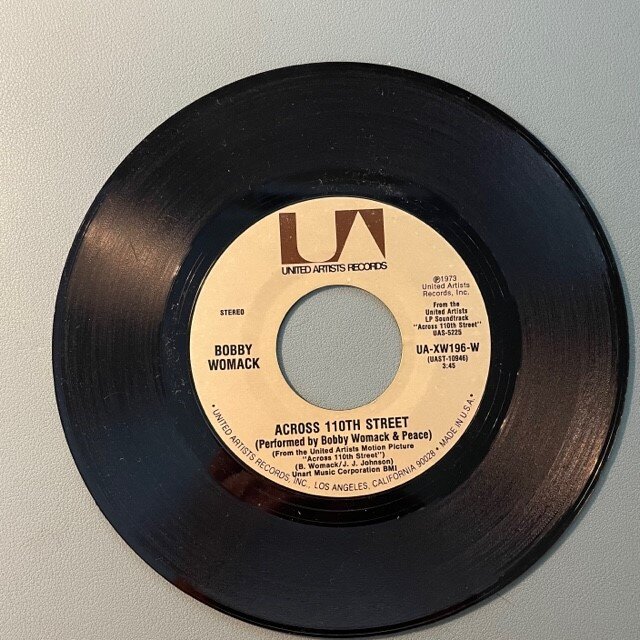 UA
UNITED ARTISTS RECORDS
℗1973
United Artists
Records, Inc.
STEREO
From the
United Artists
LP Soundtrack
"Across 110th Street"
UAS-5225
BOBBY
WOMACK
UA-XW196-W
(UAST-10946)
3:45
ACROSS 110TH STREET
(Performed by Bobby Womack & Peace)
(From the United Artists Motion Picture
"Across 110th Street")
(B. Womack/J. J. Johnson)
Unart Music Corporation BMI
• UNITED ARTISTS RECORDS, INC., LOS ANGELES, CALIFORNIA 90028 • MADE IN U.S.A. •